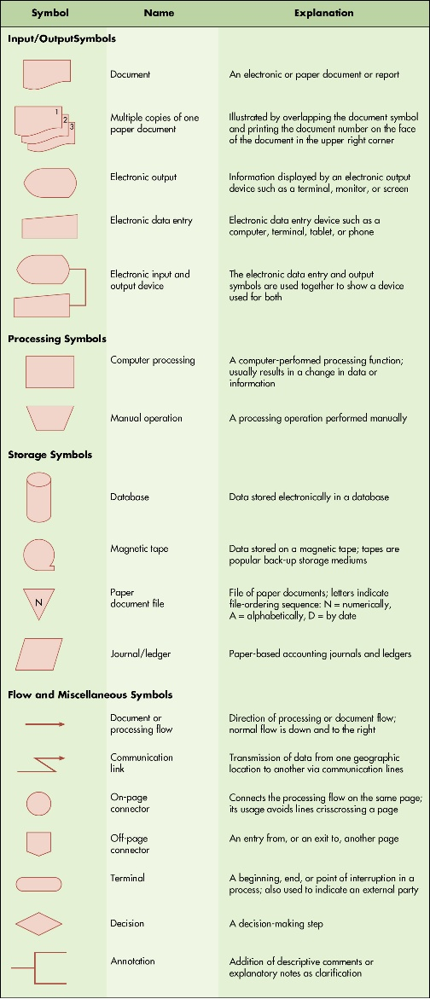 Symbol Name Explanation
Input/OutputSymbols
Document An electronic or paper document or report
1
2
3
Multiple copies of one Illustrated by overlapping the document symbol
paper document and printing the document number on the face
of the document in the upper right corner
Electronic output Information displayed by an electronic output
device such as a terminal, monitor, or screen
Electronic data entry Electronic data entry device such as a
computer, terminal, tablet, or phone
Electronic input and The electronic data entry and output
output device symbols are used together to show a device
used for both
Processing Symbols
Computer processing A computer-performed processing function;
usually results in a change in data or
information
Manual operation A processing operation performed manually
Storage Symbols
Database Data stored electronically in a database
Magnetic tape Data stored on a magnetic tape; tapes are
popular back-up storage mediums
N
Paper File of paper documents; letters indicate
document file file-ordering sequence: N = numerically,
A = alphabetically, D = by date
Journal/ledger Paper-based accounting journals and ledgers
Flow and Miscellaneous Symbols
Document or Direction of processing or document flow;
processing flow normal flow is down and to the right
Communication Transmission of data from one geographic
link location to another via communication lines
On-page Connects the processing flow on the same page;
connector its usage avoids lines crisscrossing a page
Off-page An entry from, or an exit to, another page
connector
Terminal A beginning, end, or point of interruption in a
process; also used to indicate an external party
Decision A decision-making step
Annotation Addition of descriptive comments or
explanatory notes as clarification